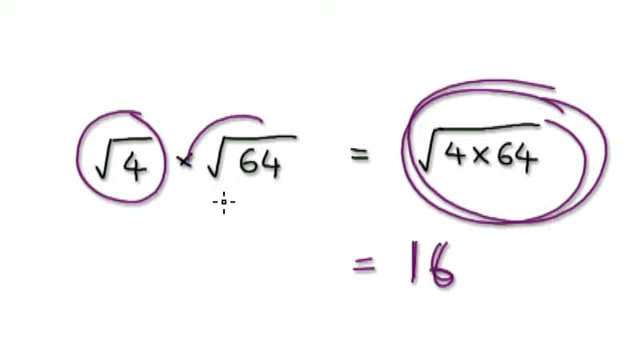 √4 × √64 = √4×64
= 16